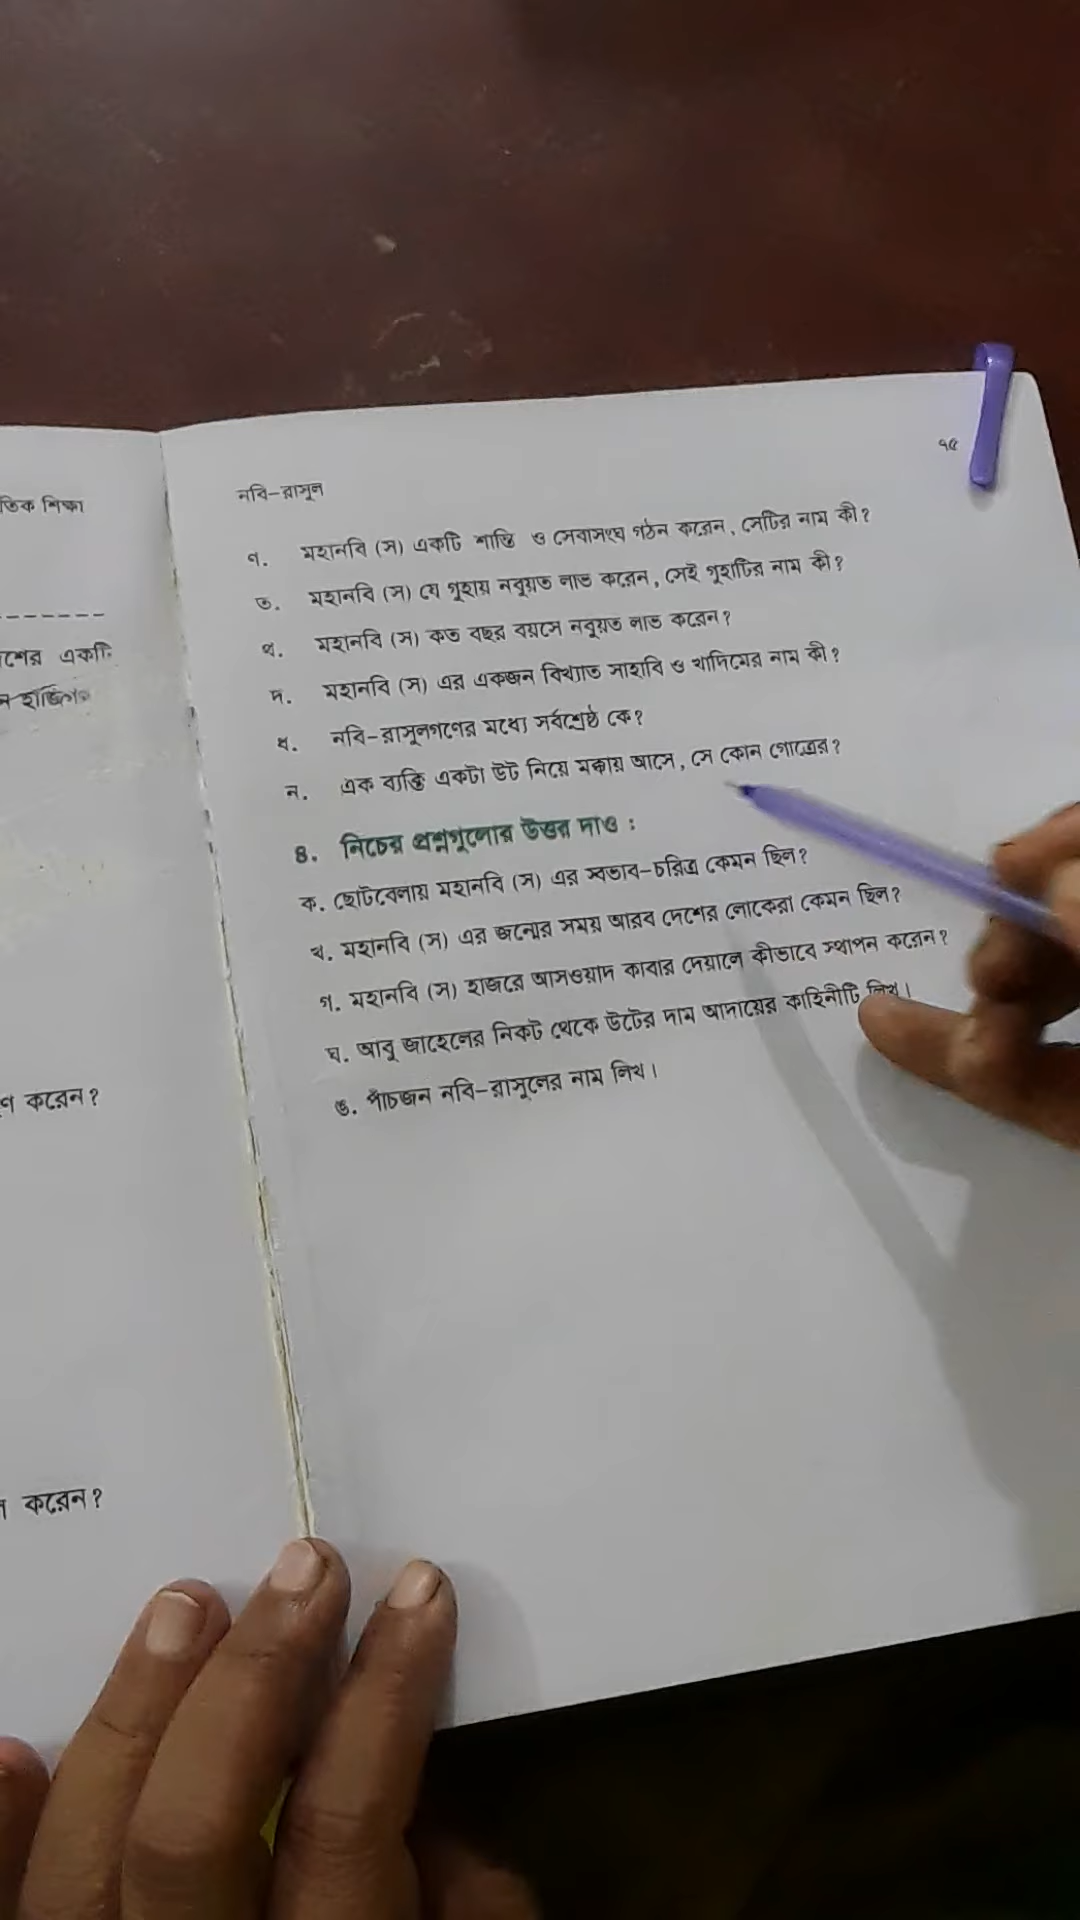 তিক শিক্ষা
শের একটি
ণ করেন?
করেন?
৭৫
নবি-রাসুল
ণ. মহানবি (স) একটি শান্তি ও সেবাসংঘ গঠন করেন, সেটির নাম কী?
ত. মহানবি (স) যে গুহায় নবুয়ত লাভ করেন, সেই গুহাটির নাম কী?
থ. মহানবি (স) কত বছর বয়সে নবুয়ত লাভ করেন?
দ. মহানবি (স) এর একজন বিখ্যাত সাহাবি ও খাদিমের নাম কী?
ধ. নবি-রাসুলগণের মধ্যে সর্বশ্রেষ্ঠ কে?
ন. এক ব্যক্তি একটা উট নিয়ে মক্কায় আসে, সে কোন গোত্রের?
৪. নিচের প্রশ্নগুলোর উত্তর দাও :
ক. ছোটবেলায় মহানবি (স) এর স্বভাব-চরিত্র কেমন ছিল?
খ. মহানবি (স) এর জন্মের সময় আরব দেশের লোকেরা কেমন ছিল?
গ. মহানবি (স) হাজরে আসওয়াদ কাবার দেয়ালে কীভাবে স্থাপন করেন?
ঘ. আবু জাহেলের নিকট থেকে উটের দাম আদায়ের কাহিনীটি লিখ।
ঙ. পাঁচজন নবি-রাসুলের নাম লিখ।